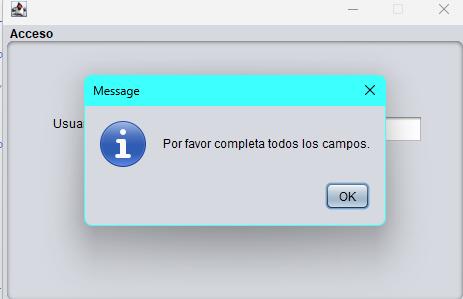 Acceso
Message
Usua
Por favor completa todos los campos.
OK